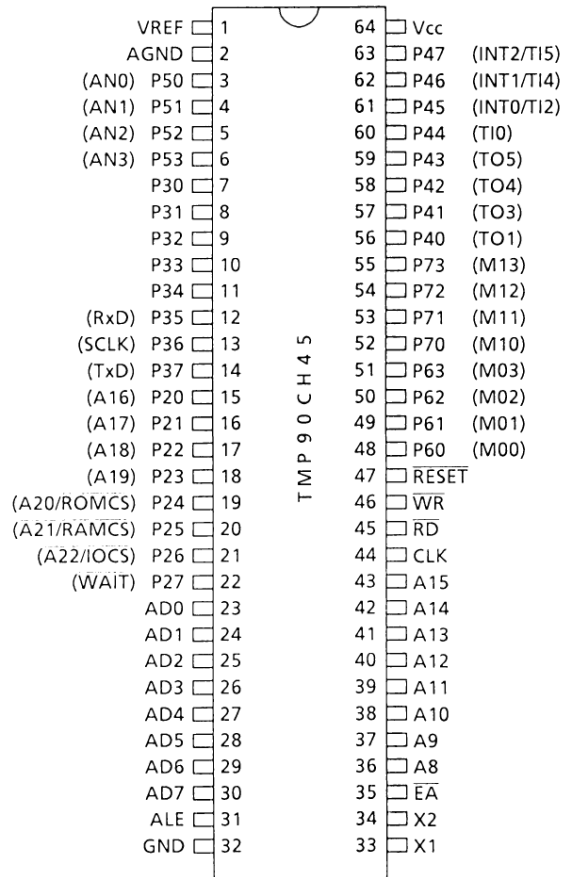 VREF 1 64 Vcc
AGND 2 63 P47 (INT2/TI5)
(AN0) P50 3 62 P46 (INT1/TI4)
(AN1) P51 4 61 P45 (INT0/TI2)
(AN2) P52 5 60 P44 (TI0)
(AN3) P53 6 59 P43 (TO5)
P30 7 58 P42 (TO4)
P31 8 57 P41 (TO3)
P32 9 56 P40 (TO1)
P33 10 55 P73 (M13)
P34 11 54 P72 (M12)
(RxD) P35 12 53 P71 (M11)
(SCLK) P36 13 52 P70 (M10)
(TxD) P37 14 51 P63 (M03)
(A16) P20 15 50 P62 (M02)
(A17) P21 16 49 P61 (M01)
(A18) P22 17 48 P60 (M00)
(A19) P23 18 47 RESET
(A20/ROMCS) P24 19 46 WR
(A21/RAMCS) P25 20 45 RD
(A22/IOCS) P26 21 44 CLK
(WAIT) P27 22 43 A15
AD0 23 42 A14
AD1 24 41 A13
AD2 25 40 A12
AD3 26 39 A11
AD4 27 38 A10
AD5 28 37 A9
AD6 29 36 A8
AD7 30 35 EA
ALE 31 34 X2
GND 32 33 X1
TMP90CH45